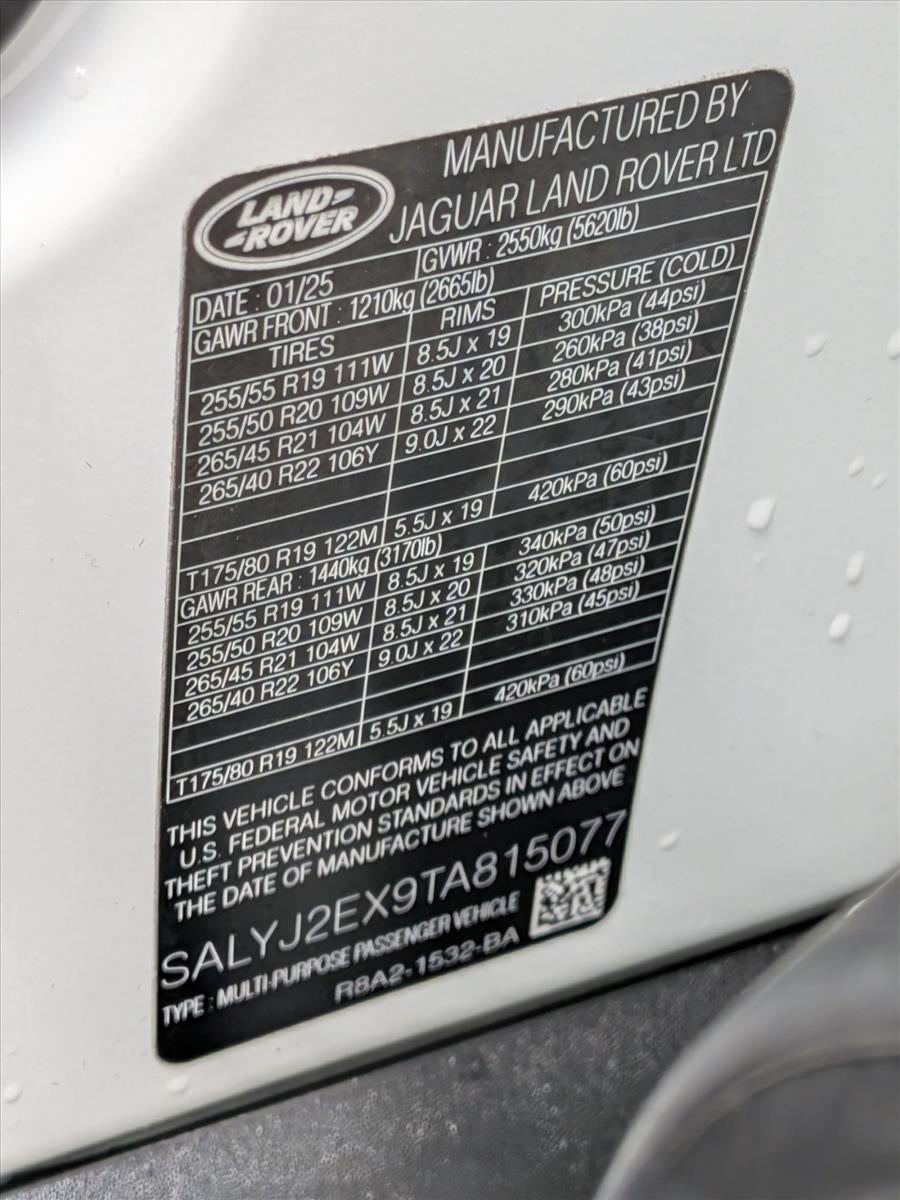 MANUFACTURED BY
LAND
ROVER
JAGUAR LAND ROVER LTD
DATE : 01/25 GVWR : 2550kg (5620lb)
GAWR FRONT : 1210kg (2665lb)
TIRES RIMS PRESSURE (COLD)
255/55 R19 111W 8.5J x 19 300kPa (44psi)
255/50 R20 109W 8.5J x 20 260kPa (38psi)
265/45 R21 104W 8.5J x 21 280kPa (41psi)
265/40 R22 106Y 9.0J x 22 290kPa (43psi)
T175/80 R19 122M 5.5J x 19 420kPa (60psi)
GAWR REAR : 1440kg (3170lb)
255/55 R19 111W 8.5J x 19 340kPa (50psi)
255/50 R20 109W 8.5J x 20 320kPa (47psi)
265/45 R21 104W 8.5J x 21 330kPa (48psi)
265/40 R22 106Y 9.0J x 22 310kPa (45psi)
T175/80 R19 122M 5.5J x 19 420kPa (60psi)
THIS VEHICLE CONFORMS TO ALL APPLICABLE
U.S. FEDERAL MOTOR VEHICLE SAFETY AND
THEFT PREVENTION STANDARDS IN EFFECT ON
THE DATE OF MANUFACTURE SHOWN ABOVE
SALYJ2EX9TA815077
TYPE : MULTI-PURPOSE PASSENGER VEHICLE
R8A2-1532-BA